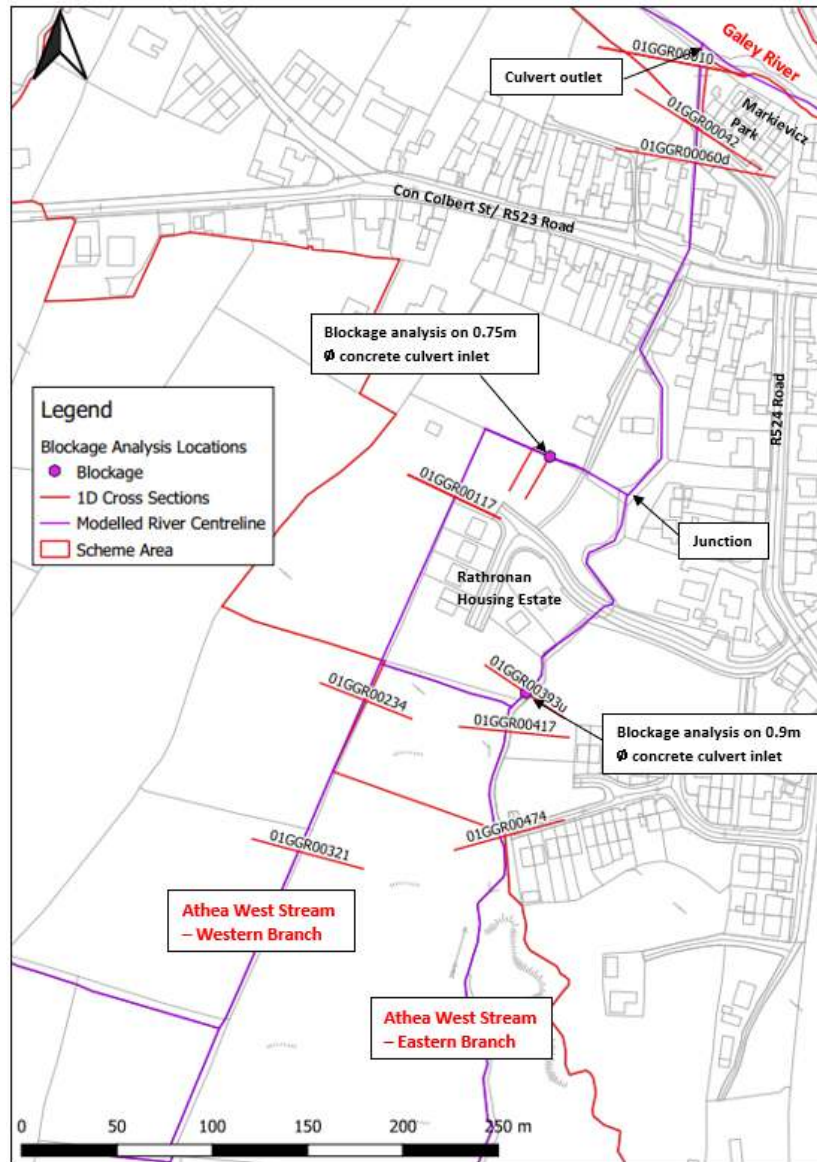 Galey River
01GGR00010
Culvert outlet
Markievicz
Park
01GGR00042
01GGR00060d
Con Colbert St/ R523 Road
Blockage analysis on 0.75m
Ø concrete culvert inlet
Legend
Blockage Analysis Locations
Blockage
1D Cross Sections
Modelled River Centreline
Scheme Area
R524 Road
01GGR00117
Junction
Rathronan
Housing Estate
01GGR00393u
01GGR00234
01GGR00417
Blockage analysis on 0.9m
Ø concrete culvert inlet
01GGR00474
01GGR00321
Athea West Stream
– Western Branch
Athea West Stream
– Eastern Branch
0 50 100 150 200 250 m